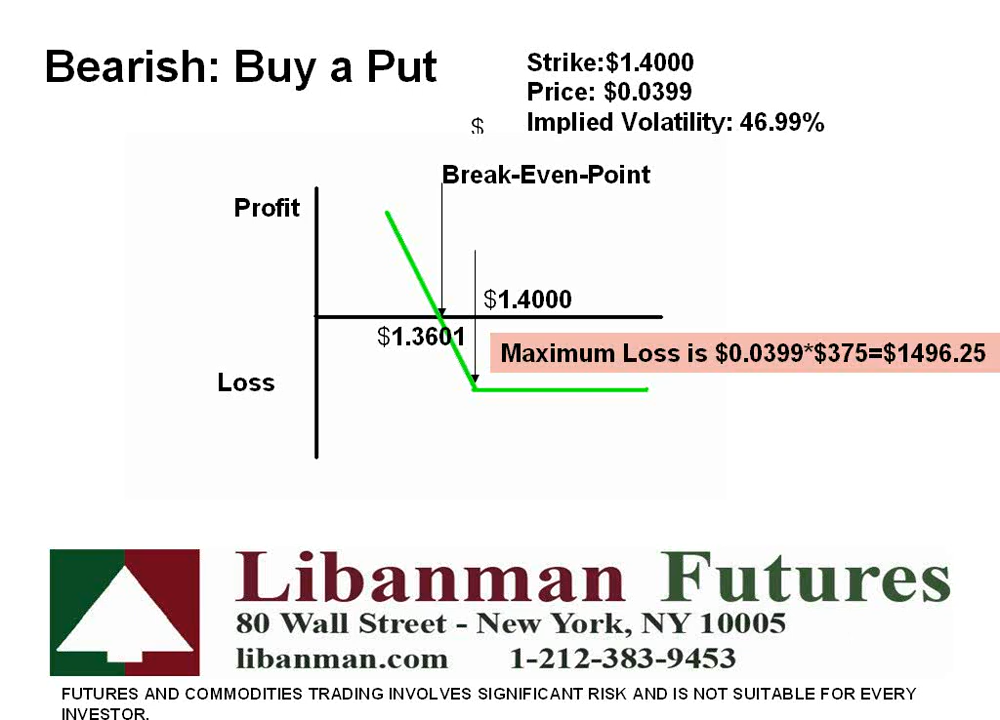 Bearish: Buy a Put
Strike:$1.4000
Price: $0.0399
Implied Volatility: 46.99%
$
Break-Even-Point
Profit
$1.4000
$1.3601
Maximum Loss is $0.0399*$375=$1496.25
Loss
Libanman Futures
80 Wall Street - New York, NY 10005
libanman.com 1-212-383-9453
FUTURES AND COMMODITIES TRADING INVOLVES SIGNIFICANT RISK AND IS NOT SUITABLE FOR EVERY
INVESTOR.